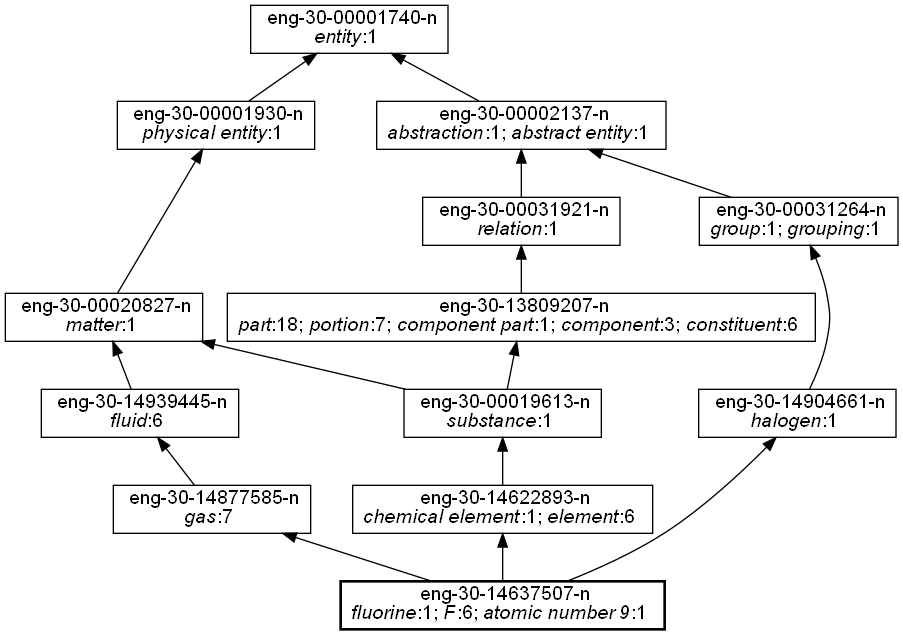 eng-30-00001740-n
entity:1
eng-30-00001930-n
physical entity:1
eng-30-00002137-n
abstraction:1; abstract entity:1
eng-30-00031921-n
relation:1
eng-30-00031264-n
group:1; grouping:1
eng-30-00020827-n
matter:1
eng-30-13809207-n
part:18; portion:7; component part:1; component:3; constituent:6
eng-30-14939445-n
fluid:6
eng-30-00019613-n
substance:1
eng-30-14904661-n
halogen:1
eng-30-14877585-n
gas:7
eng-30-14622893-n
chemical element:1; element:6
eng-30-14637507-n
fluorine:1; F:6; atomic number 9:1